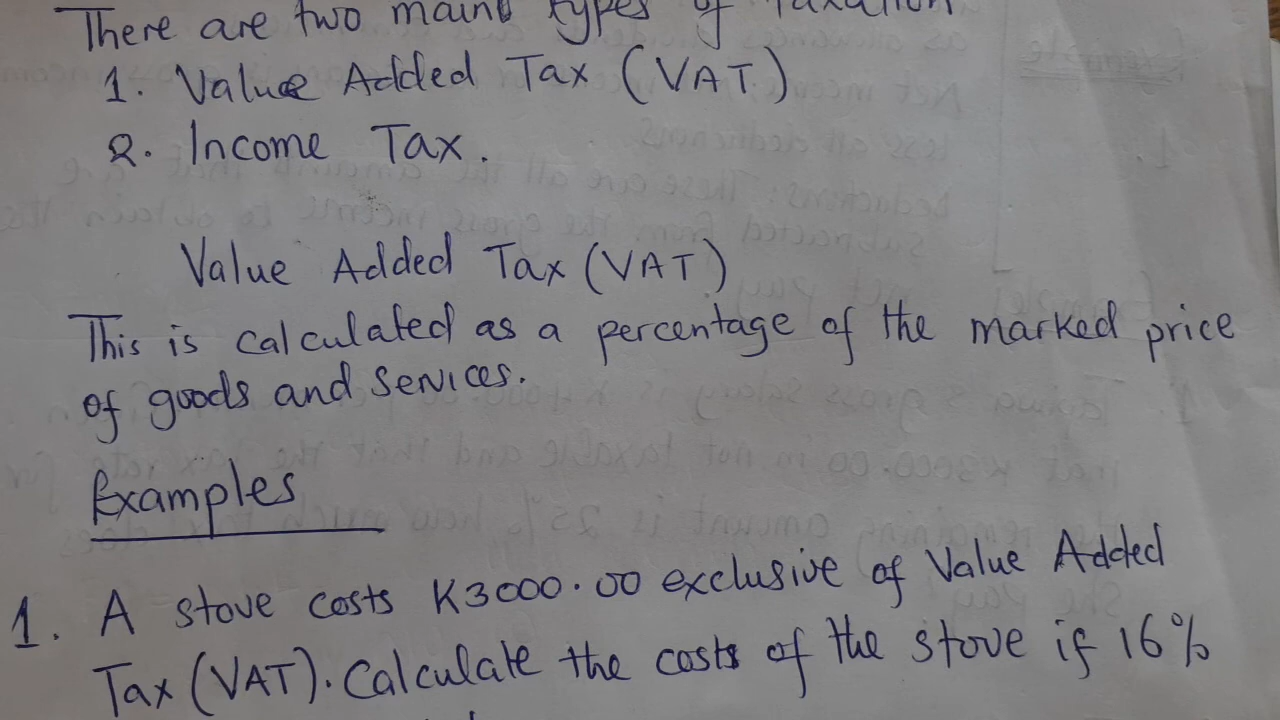 There are two main types of Taxation
1. Value Added Tax (VAT)
2. Income Tax.
Value Added Tax (VAT)
This is calculated as a percentage of the marked price
of goods and services.
Examples
1. A stove costs K3000.00 exclusive of Value Added
Tax (VAT). Calculate the costs of the stove if 16%